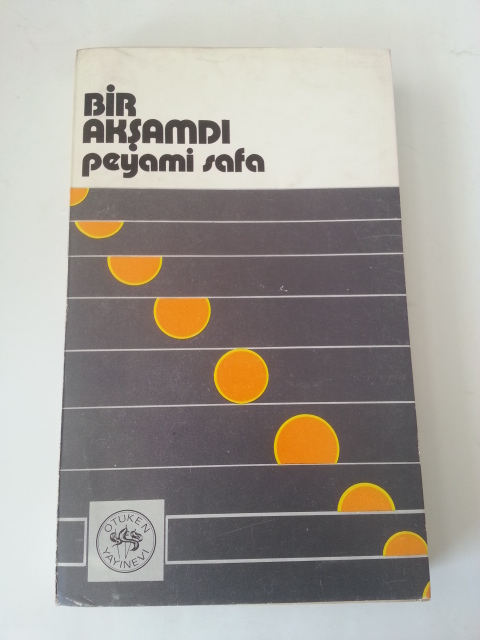 BİR
AKŞAMDI
peyami safa
ÖTÜKEN
YAYINEVİ